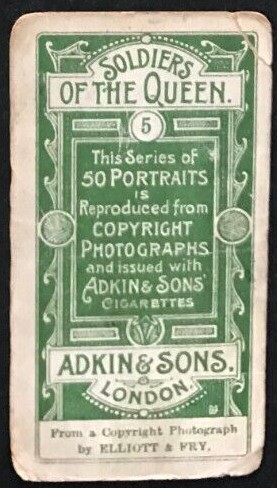 SOLDIERS
OF THE QUEEN.
5
This Series of
50 PORTRAITS
IS
Reproduced from
COPYRIGHT
PHOTOGRAPHS
and issued with
ADKIN & SONS'
CIGARETTES
ADKIN & SONS.
LONDON.
From a Copyright Photograph
by ELLIOTT & FRY.